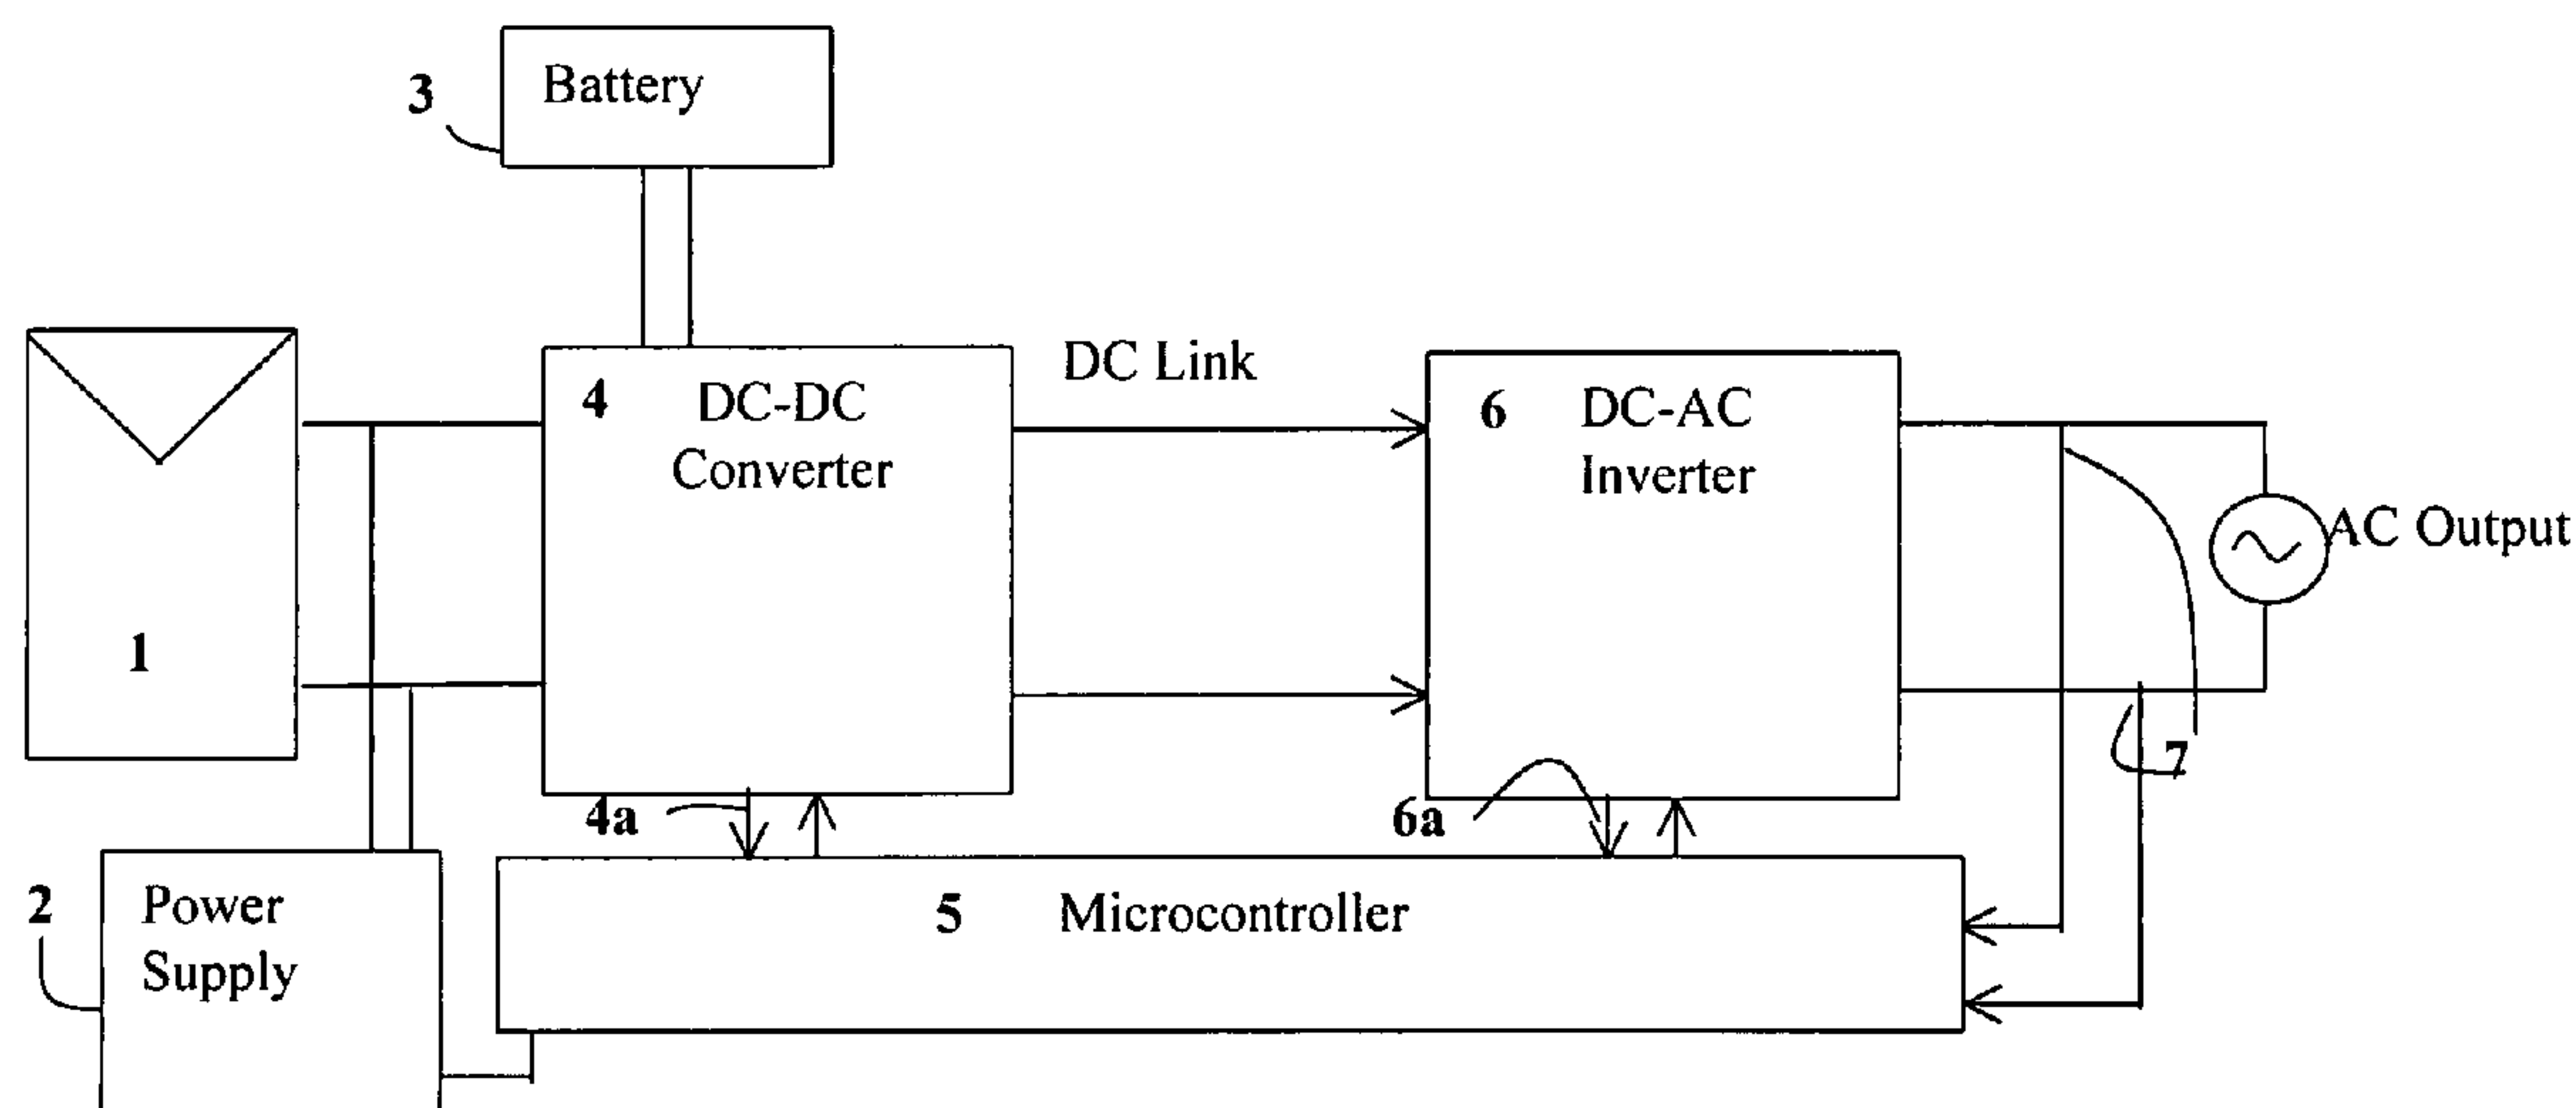 Battery
3
4
DC-DC
Converter
DC Link
6
DC-AC
Inverter
AC Output
1
7
4a
6a
2
Power
Supply
5 Microcontroller